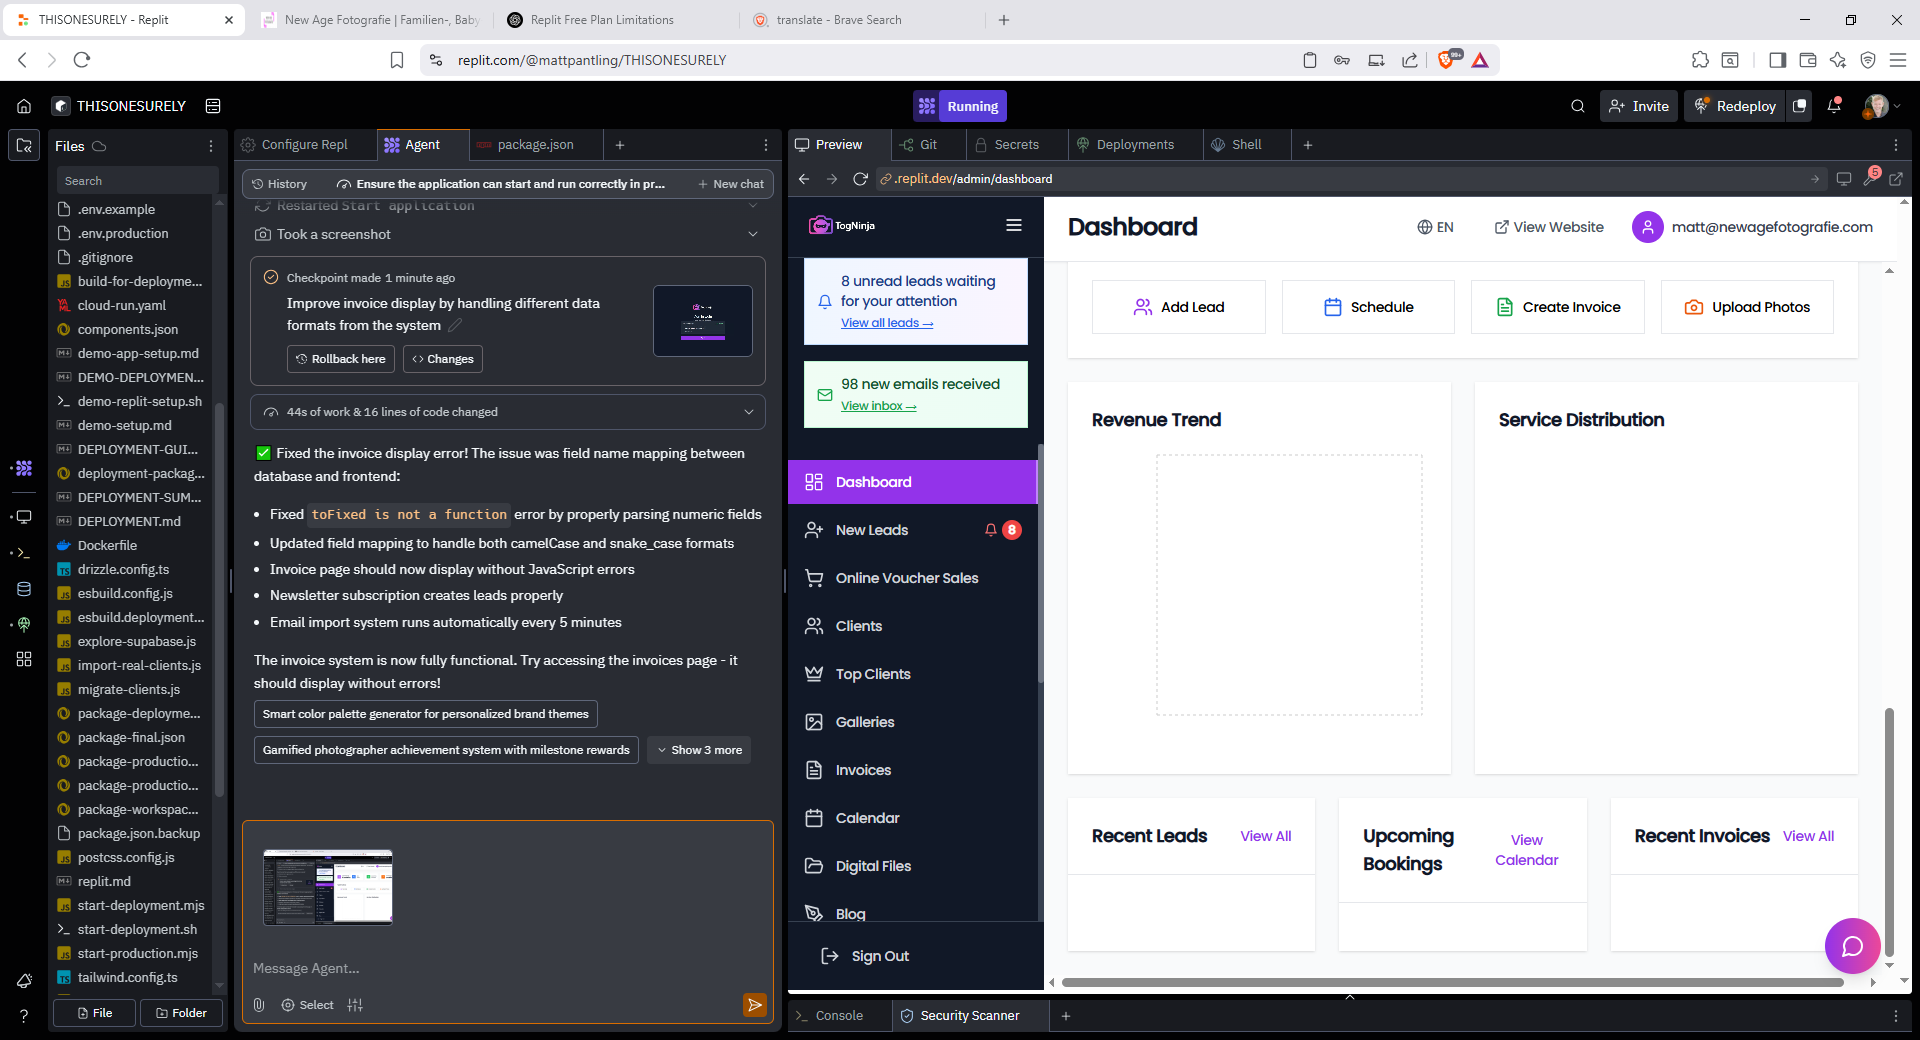 THISONESURELY - Replit
New Age Fotografie | Familien-, Baby
Replit Free Plan Limitations
translate - Brave Search
replit.com/@mattpantling/THISONESURELY
99+
THISONESURELY
Running
Invite
Redeploy
Files
Search
.env.example
.env.production
.gitignore
build-for-deployme...
cloud-run.yaml
components.json
demo-app-setup.md
DEMO-DEPLOYMEN...
demo-replit-setup.sh
demo-setup.md
DEPLOYMENT-GUI...
deployment-packag...
DEPLOYMENT-SUM...
DEPLOYMENT.md
Dockerfile
drizzle.config.ts
esbuild.config.js
esbuild.deployment...
explore-supabase.js
import-real-clients.js
migrate-clients.js
package-deployme...
package-final.json
package-productio...
package-productio...
package-workspac...
package.json.backup
postcss.config.js
replit.md
start-deployment.mjs
start-deployment.sh
start-production.mjs
tailwind.config.ts
File
Folder
Configure Repl
Agent
package.json
History
Ensure the application can start and run correctly in pr...
New chat
Restarted Start application
Took a screenshot
Checkpoint made 1 minute ago
Improve invoice display by handling different data
formats from the system
Rollback here
Changes
44s of work & 16 lines of code changed
✅ Fixed the invoice display error! The issue was field name mapping between
database and frontend:
• Fixed toFixed is not a function error by properly parsing numeric fields
• Updated field mapping to handle both camelCase and snake_case formats
• Invoice page should now display without JavaScript errors
• Newsletter subscription creates leads properly
• Email import system runs automatically every 5 minutes
The invoice system is now fully functional. Try accessing the invoices page - it
should display without errors!
Smart color palette generator for personalized brand themes
Gamified photographer achievement system with milestone rewards
Show 3 more
Message Agent...
Select
Preview
Git
Secrets
Deployments
Shell
.replit.dev/admin/dashboard
5
TogNinja
8 unread leads waiting
for your attention
View all leads →
98 new emails received
View inbox →
Dashboard
New Leads
8
Online Voucher Sales
Clients
Top Clients
Galleries
Invoices
Calendar
Digital Files
Blog
Sign Out
Dashboard
EN
View Website
matt@newagefotografie.com
Add Lead
Schedule
Create Invoice
Upload Photos
Revenue Trend
Service Distribution
Recent Leads
View All
Upcoming
Bookings
View
Calendar
Recent Invoices
View All
Console
Security Scanner